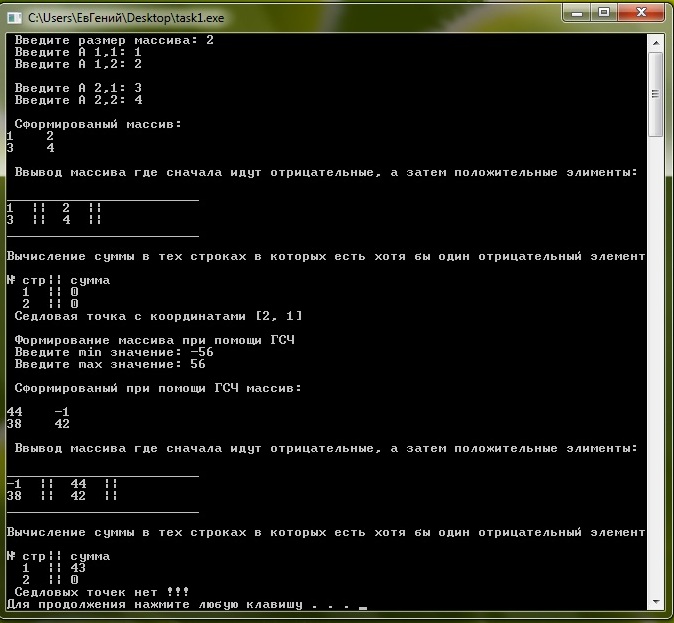 C:\Users\ЕвГений\Desktop\task1.exe
Введите размер массива: 2
Введите A 1,1: 1
Введите A 1,2: 2
Введите A 2,1: 3
Введите A 2,2: 4
Сформированый массив:
1 2
3 4
Ввывод массива где сначала идут отрицательные, а затем положительные элименты:
1 ¦¦ 2 ¦¦
3 ¦¦ 4 ¦¦
Вычисление суммы в тех строках в которых есть хотя бы один отрицательный элемент
№ стр¦¦ сумма
1 ¦¦ 0
2 ¦¦ 0
Седловая точка с координатами [2, 1]
Формирование массива при помощи ГСЧ
Введите min значение: -56
Введите max значение: 56
Сформированый при помощи ГСЧ массив:
44 -1
38 42
Ввывод массива где сначала идут отрицательные, а затем положительные элименты:
-1 ¦¦ 44 ¦¦
38 ¦¦ 42 ¦¦
Вычисление суммы в тех строках в которых есть хотя бы один отрицательный элемент
№ стр¦¦ сумма
1 ¦¦ 43
2 ¦¦ 0
Седловых точек нет !!!
Для продолжения нажмите любую клавишу . . . _